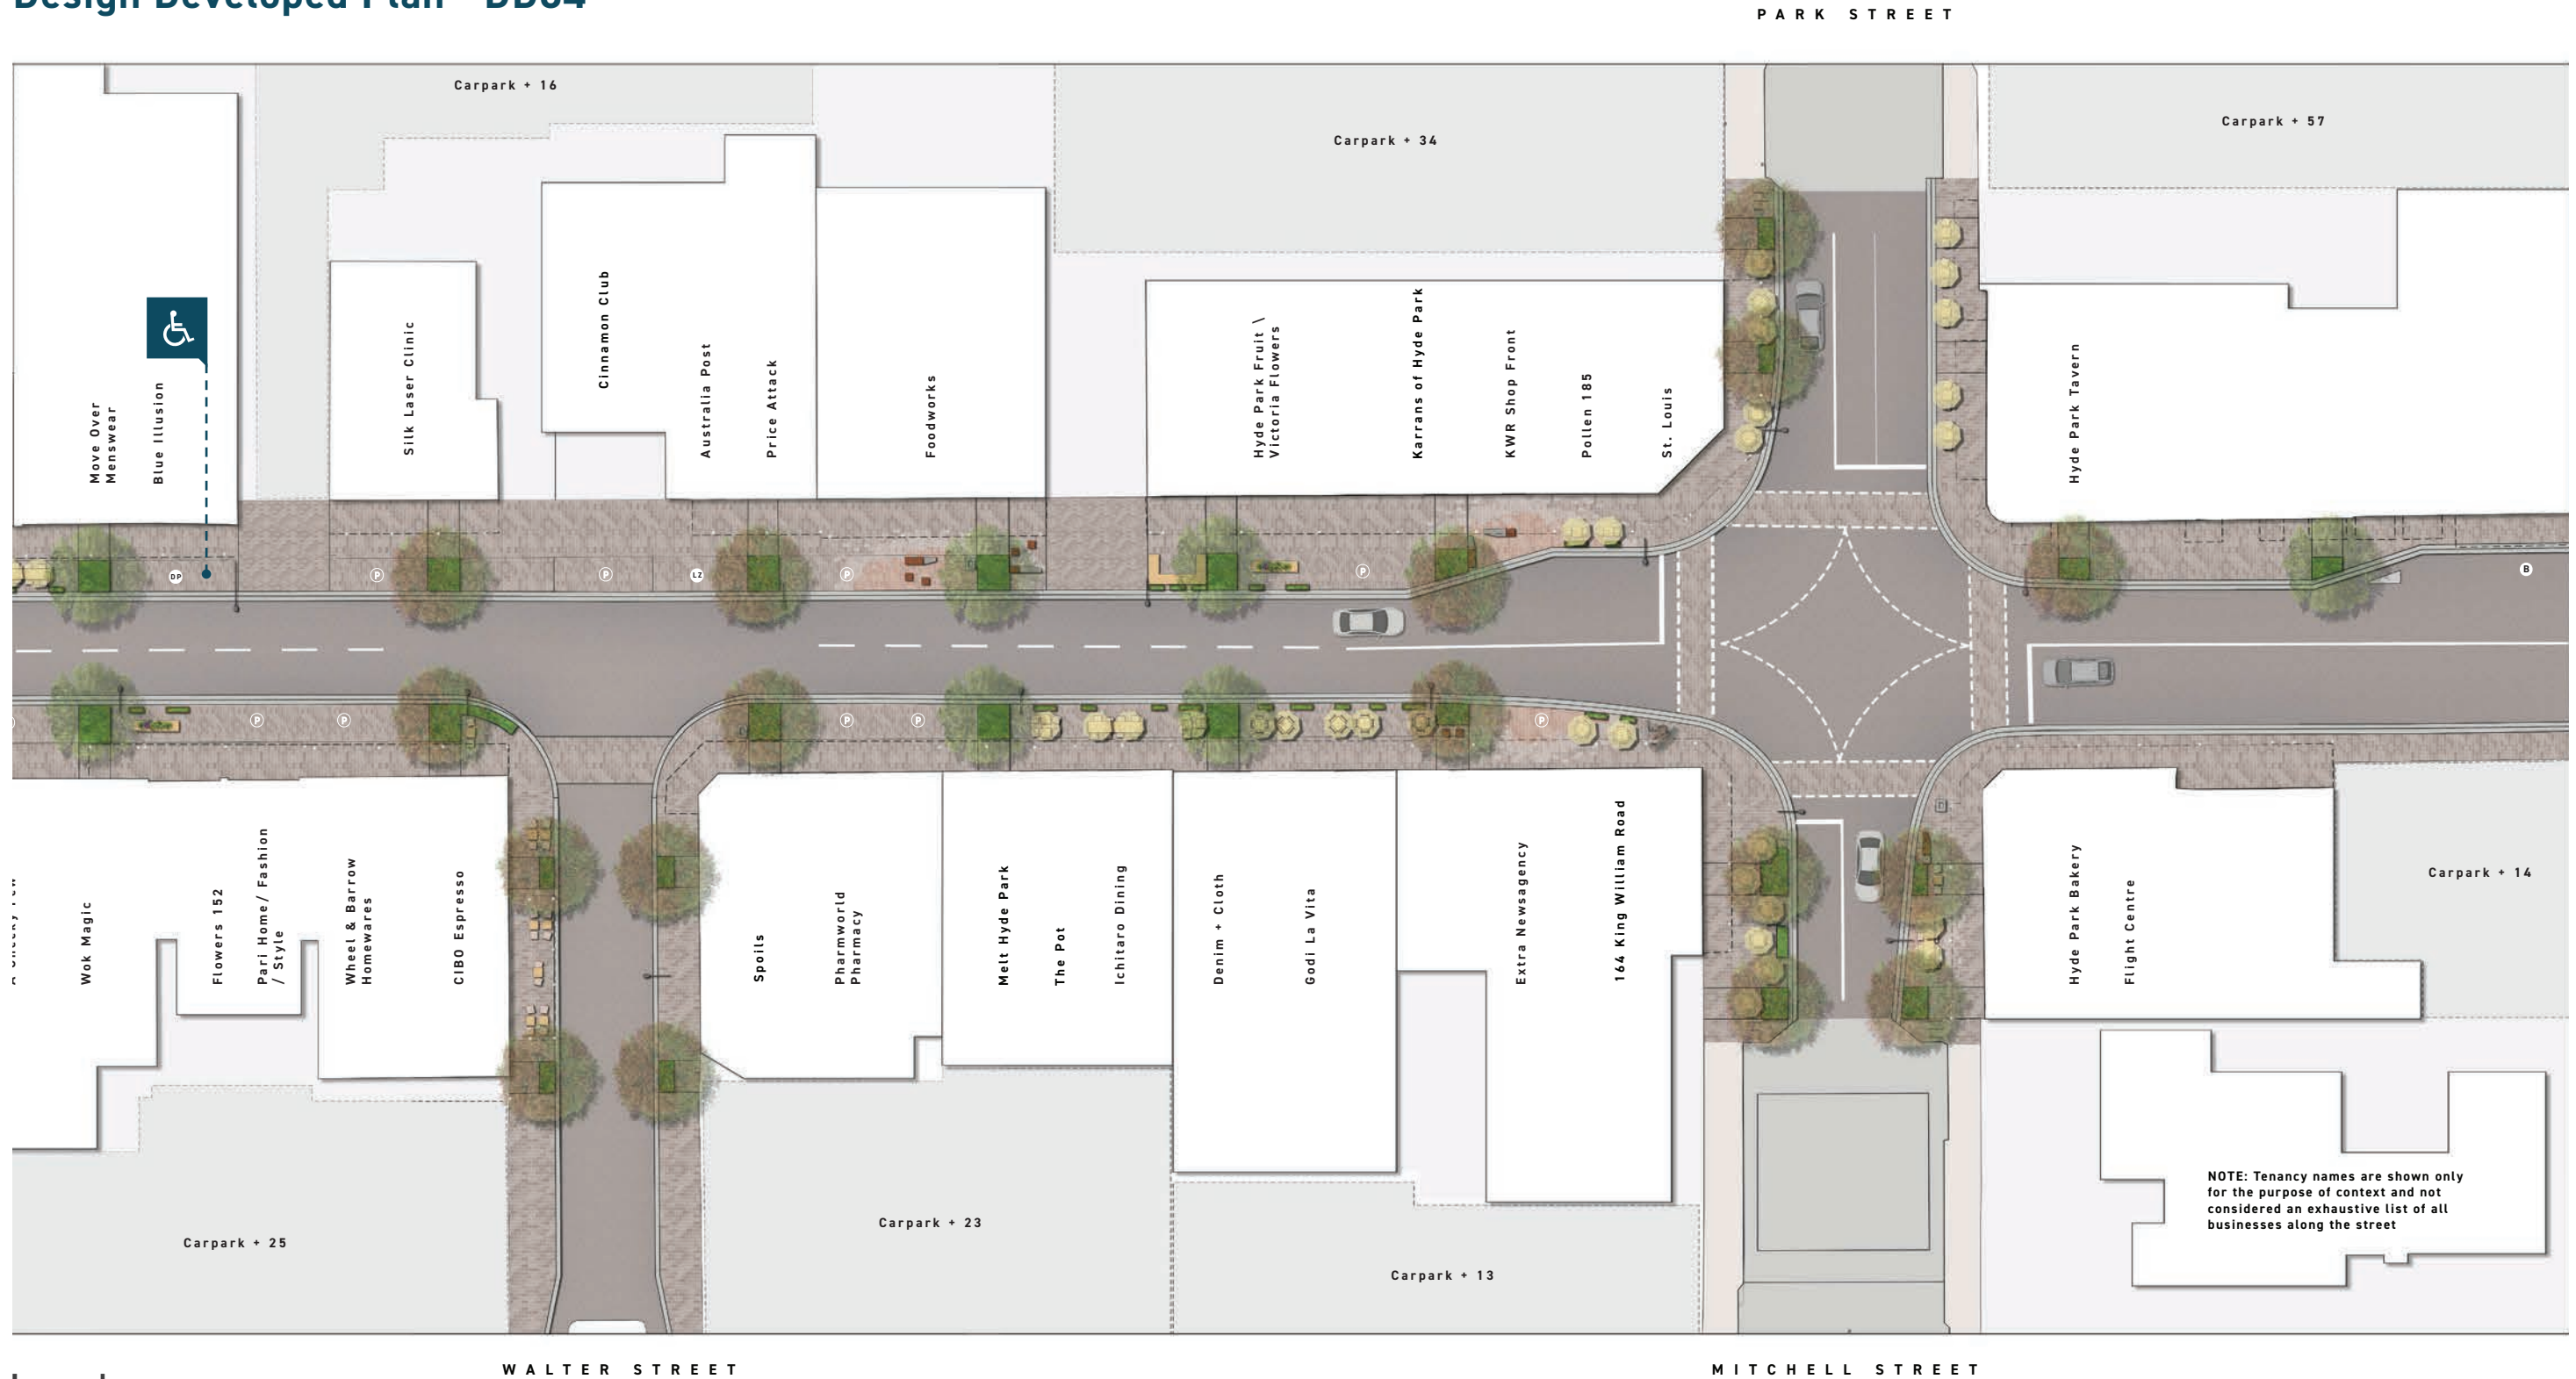 Design Developed Plan - DD04
PARK STREET
Carpark + 16
Carpark + 34
Carpark + 57
Move Over
Menswear
Blue Illusion
Silk Laser Clinic
Cinnamon Club
Australia Post
Price Attack
Foodworks
Hyde Park Fruit \
Victoria Flowers
Karrans of Hyde Park
KWR Shop Front
Pollen 185
St. Louis
Hyde Park Tavern
DP
P
P
LZ
P
P
B
P
P
P
P
P
Wok Magic
Flowers 152
Pari Home/ Fashion
/ Style
Wheel & Barrow
Homewares
CIBO Espresso
Spoils
Pharmworld
Pharmacy
Melt Hyde Park
The Pot
Ichitaro Dining
Denim + Cloth
Godi La Vita
Extra Newsagency
164 King William Road
Hyde Park Bakery
Flight Centre
Carpark + 14
Carpark + 25
Carpark + 23
Carpark + 13
NOTE: Tenancy names are shown only
for the purpose of context and not
considered an exhaustive list of all
businesses along the street
WALTER STREET
MITCHELL STREET